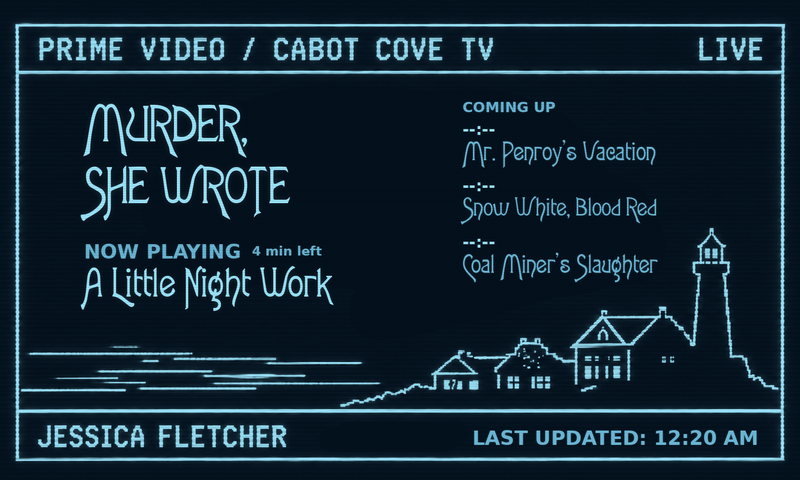 PRIME VIDEO / CABOT COVE TV
LIVE
MURDER,
SHE WROTE
NOW PLAYING 4 min left
A Little Night Work
COMING UP
--:--
Mr. Penroy's Vacation
--:--
Snow White, Blood Red
--:--
Coal Miner's Slaughter
JESSICA FLETCHER
LAST UPDATED: 12:20 AM